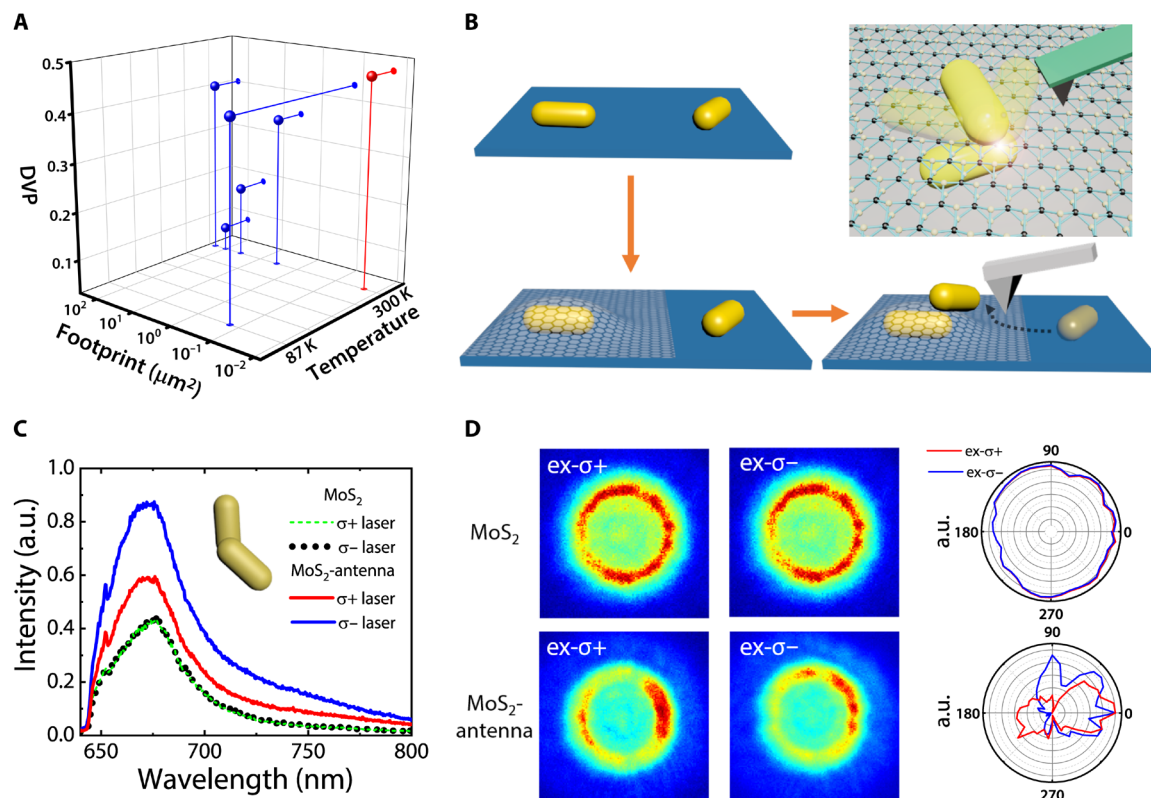 A
0.5
0.4
0.3
0.2
0.1
DVP
10²
10¹
10⁰
10⁻¹
10⁻²
Footprint (μm²)
87 K
300 K
Temperature
B
C
1.0
0.8
0.6
0.4
0.2
0.0
Intensity (a.u.)
650
700
750
800
Wavelength (nm)
MoS₂
σ+ laser
σ− laser
MoS₂-antenna
σ+ laser
σ− laser
D
MoS₂
ex-σ+
ex-σ−
ex-σ+
ex-σ−
90
a.u.
180
0
270
MoS₂-
antenna
ex-σ+
ex-σ−
90
a.u.
180
0
270